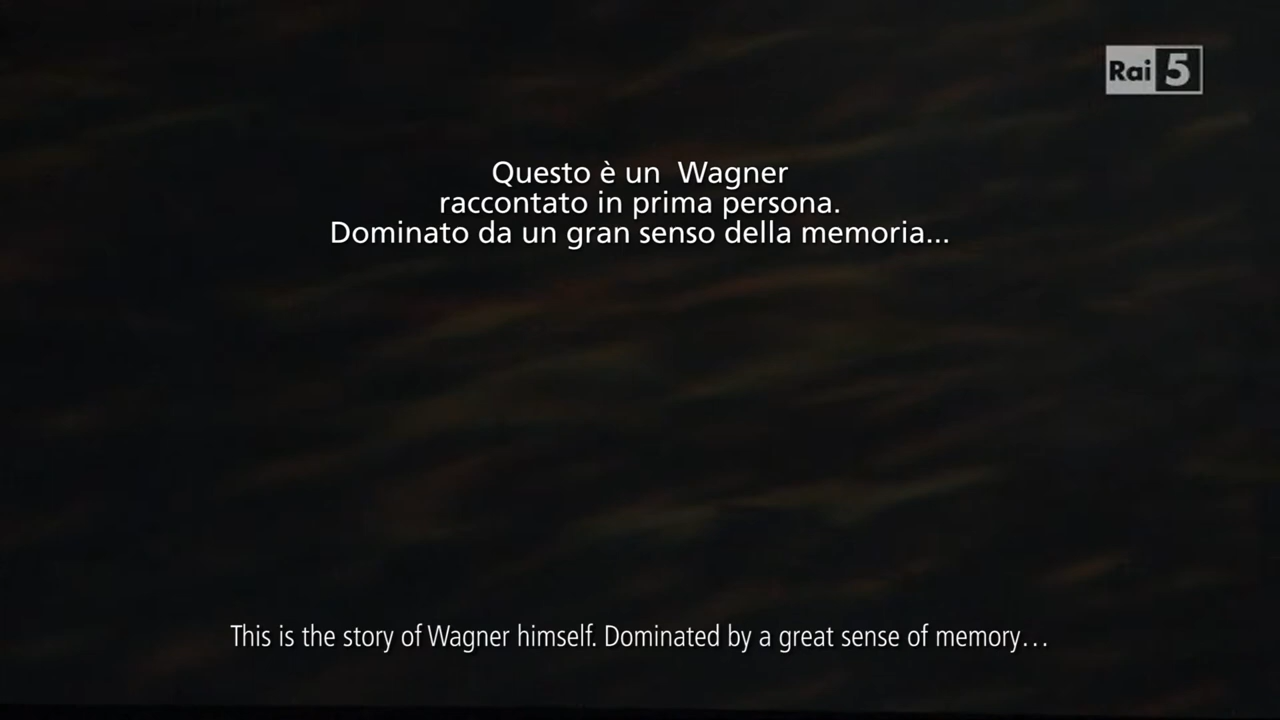 Rai 5
Questo è un  Wagner
raccontato in prima persona.
Dominato da un gran senso della memoria...
This is the story of Wagner himself. Dominated by a great sense of memory…